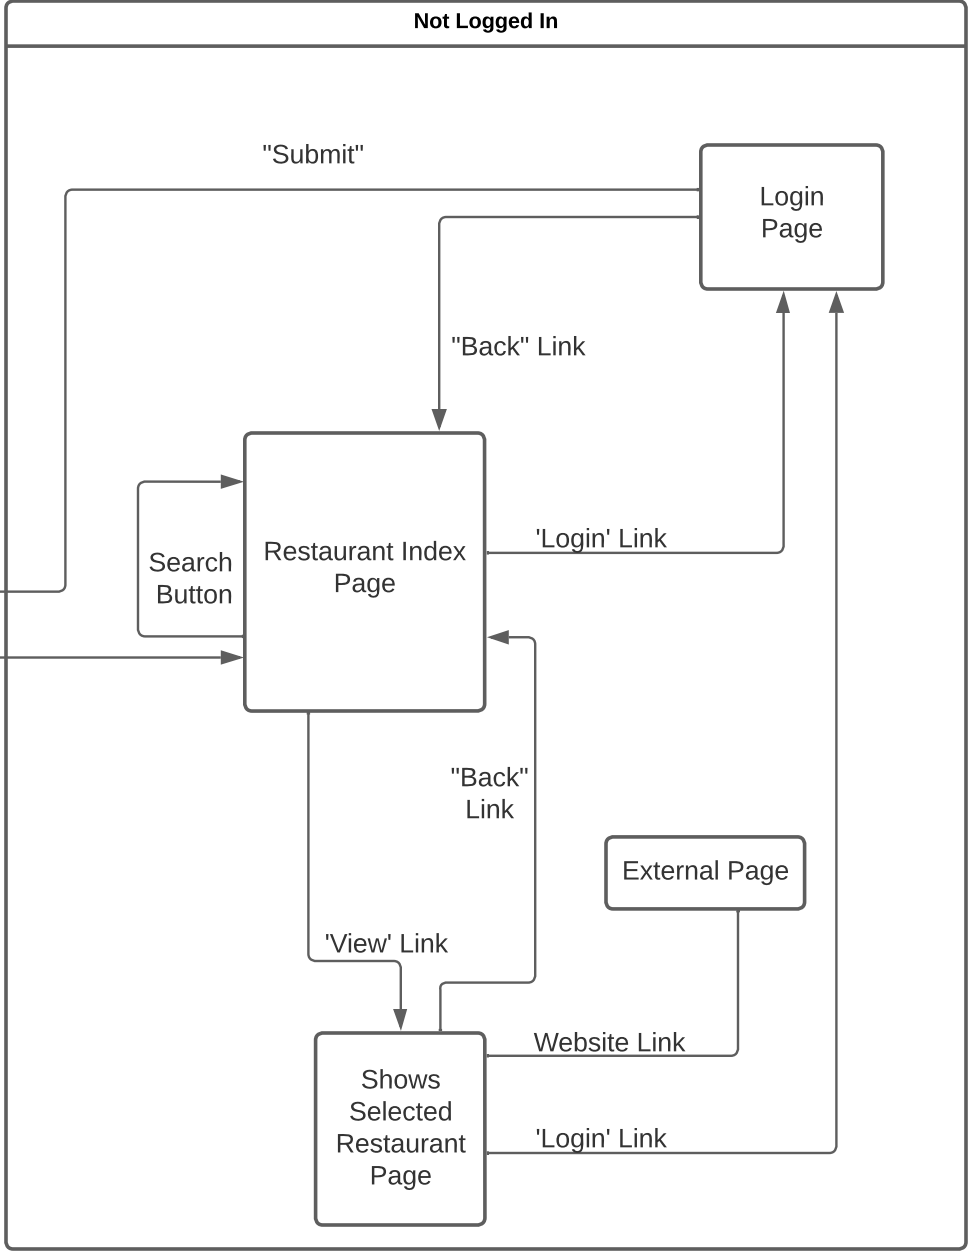 Not Logged In
"Submit"
Login
Page
"Back" Link
'Login' Link
Restaurant Index
Page
Search
Button
"Back"
Link
External Page
'View' Link
Website Link
Shows
Selected
Restaurant
Page
'Login' Link